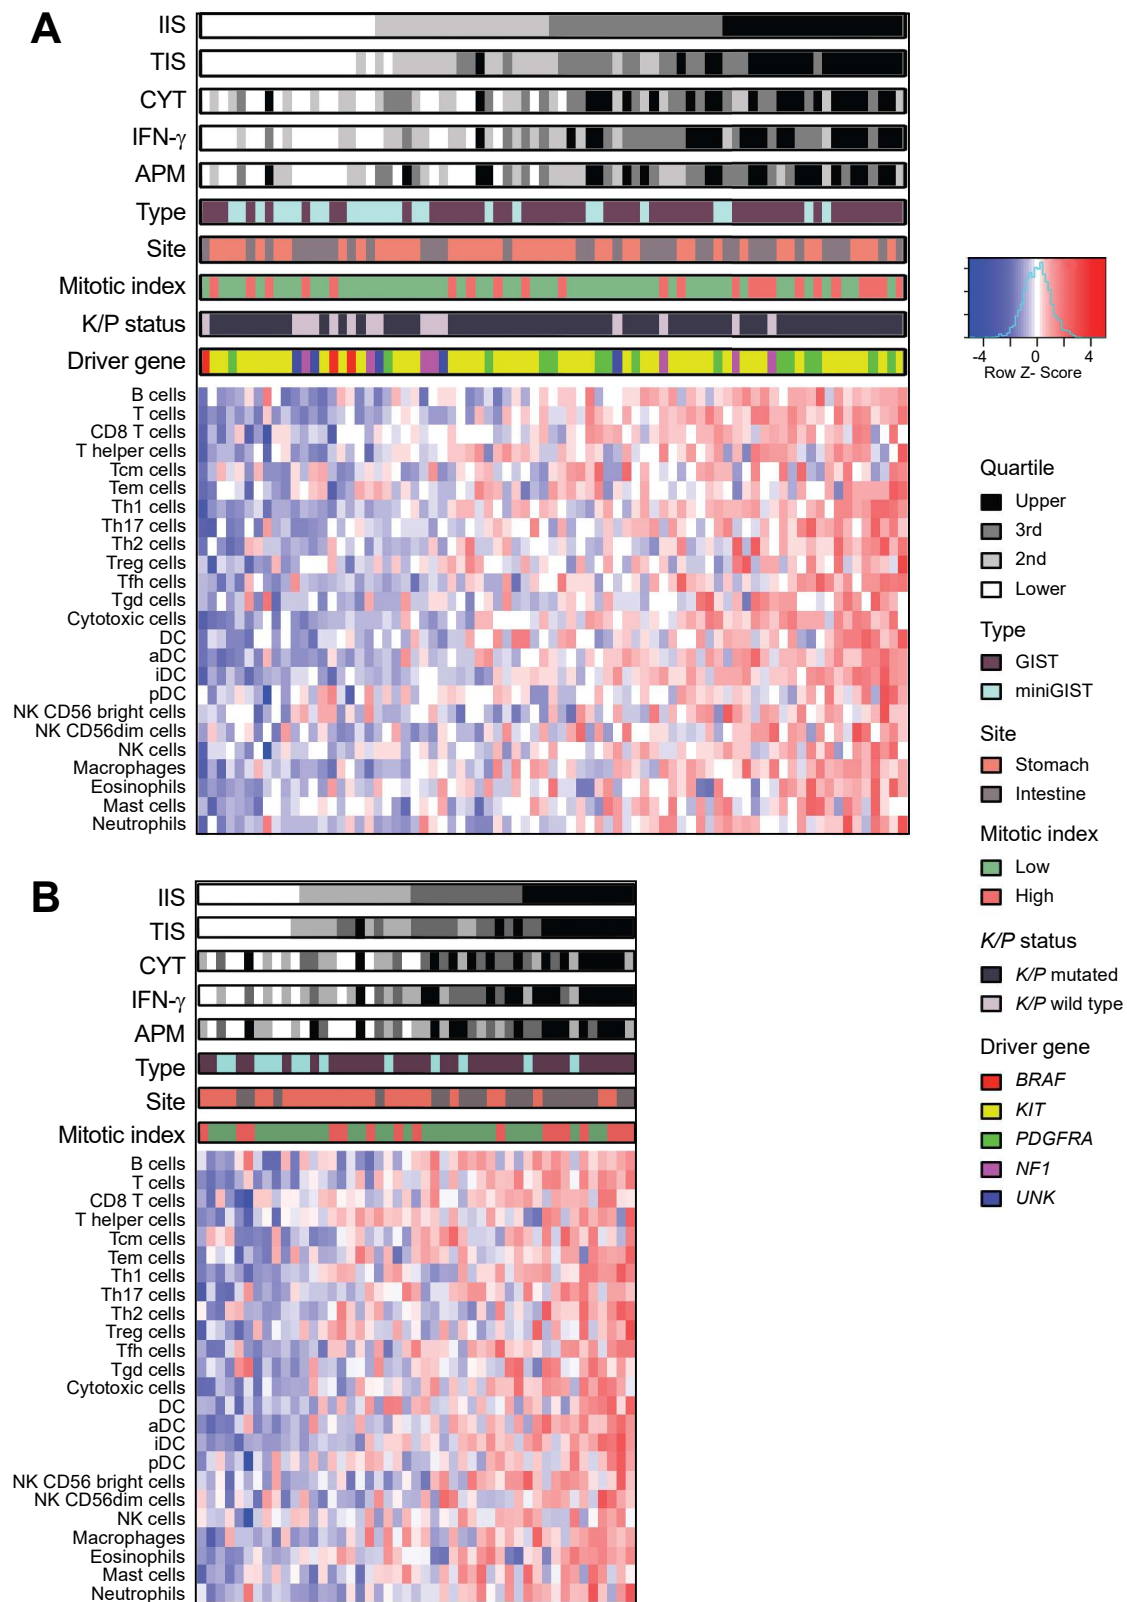 A
IIS
TIS
CYT
IFN-γ
APM
Type
Site
Mitotic index
K/P status
Driver gene
B cells
T cells
CD8 T cells
T helper cells
Tcm cells
Tem cells
Th1 cells
Th17 cells
Th2 cells
Treg cells
Tfh cells
Tgd cells
Cytotoxic cells
DC
aDC
iDC
pDC
NK CD56 bright cells
NK CD56dim cells
NK cells
Macrophages
Eosinophils
Mast cells
Neutrophils
-4 -2 0 2 4
Row Z- Score
Quartile
Upper
3rd
2nd
Lower
Type
GIST
miniGIST
Site
Stomach
Intestine
Mitotic index
Low
High
K/P status
K/P mutated
K/P wild type
Driver gene
BRAF
KIT
PDGFRA
NF1
UNK
B
IIS
TIS
CYT
IFN-γ
APM
Type
Site
Mitotic index
B cells
T cells
CD8 T cells
T helper cells
Tcm cells
Tem cells
Th1 cells
Th17 cells
Th2 cells
Treg cells
Tfh cells
Tgd cells
Cytotoxic cells
DC
aDC
iDC
pDC
NK CD56 bright cells
NK CD56dim cells
NK cells
Macrophages
Eosinophils
Mast cells
Neutrophils